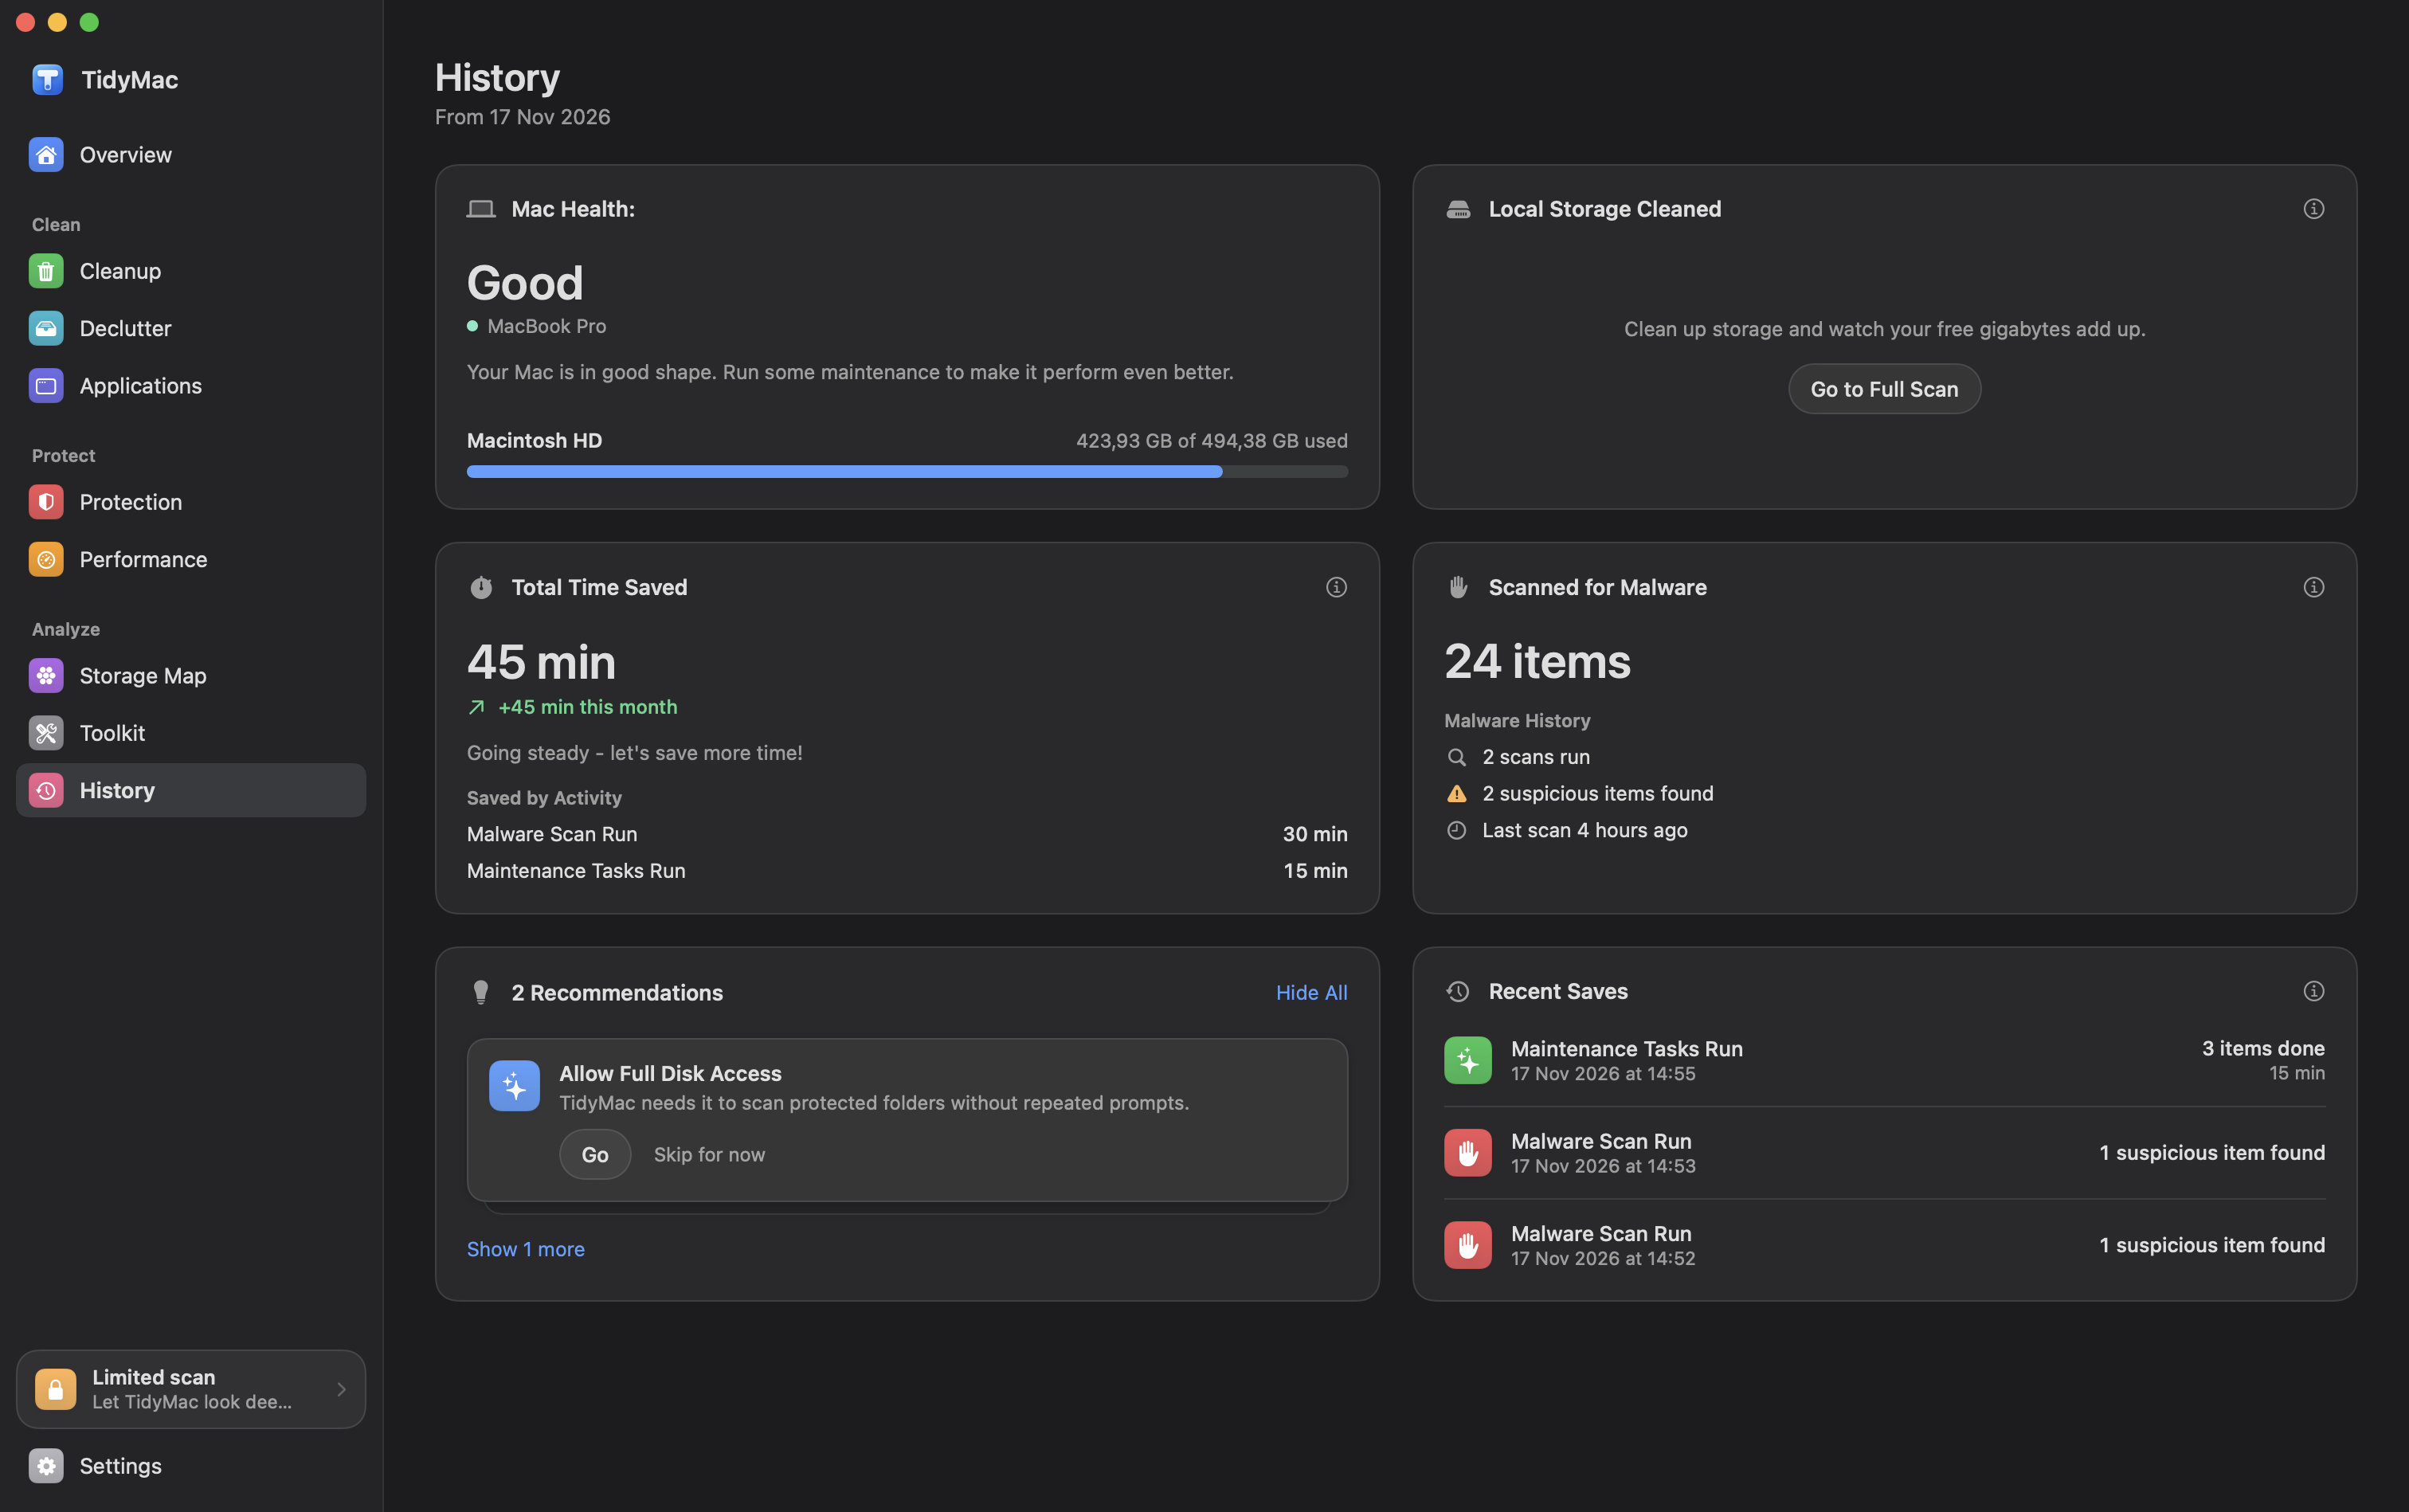 TidyMac
Overview
Clean
Cleanup
Declutter
Applications
Protect
Protection
Performance
Analyze
Storage Map
Toolkit
History
Limited scan
Let TidyMac look dee...
Settings
History
From 17 Nov 2026
Mac Health:
Good
MacBook Pro
Your Mac is in good shape. Run some maintenance to make it perform even better.
Macintosh HD
423,93 GB of 494,38 GB used
Local Storage Cleaned
Clean up storage and watch your free gigabytes add up.
Go to Full Scan
Total Time Saved
45 min
+45 min this month
Going steady - let's save more time!
Saved by Activity
Malware Scan Run 30 min
Maintenance Tasks Run 15 min
Scanned for Malware
24 items
Malware History
2 scans run
2 suspicious items found
Last scan 4 hours ago
2 Recommendations
Hide All
Allow Full Disk Access
TidyMac needs it to scan protected folders without repeated prompts.
Go
Skip for now
Show 1 more
Recent Saves
Maintenance Tasks Run
17 Nov 2026 at 14:55
3 items done
15 min
Malware Scan Run
17 Nov 2026 at 14:53
1 suspicious item found
Malware Scan Run
17 Nov 2026 at 14:52
1 suspicious item found